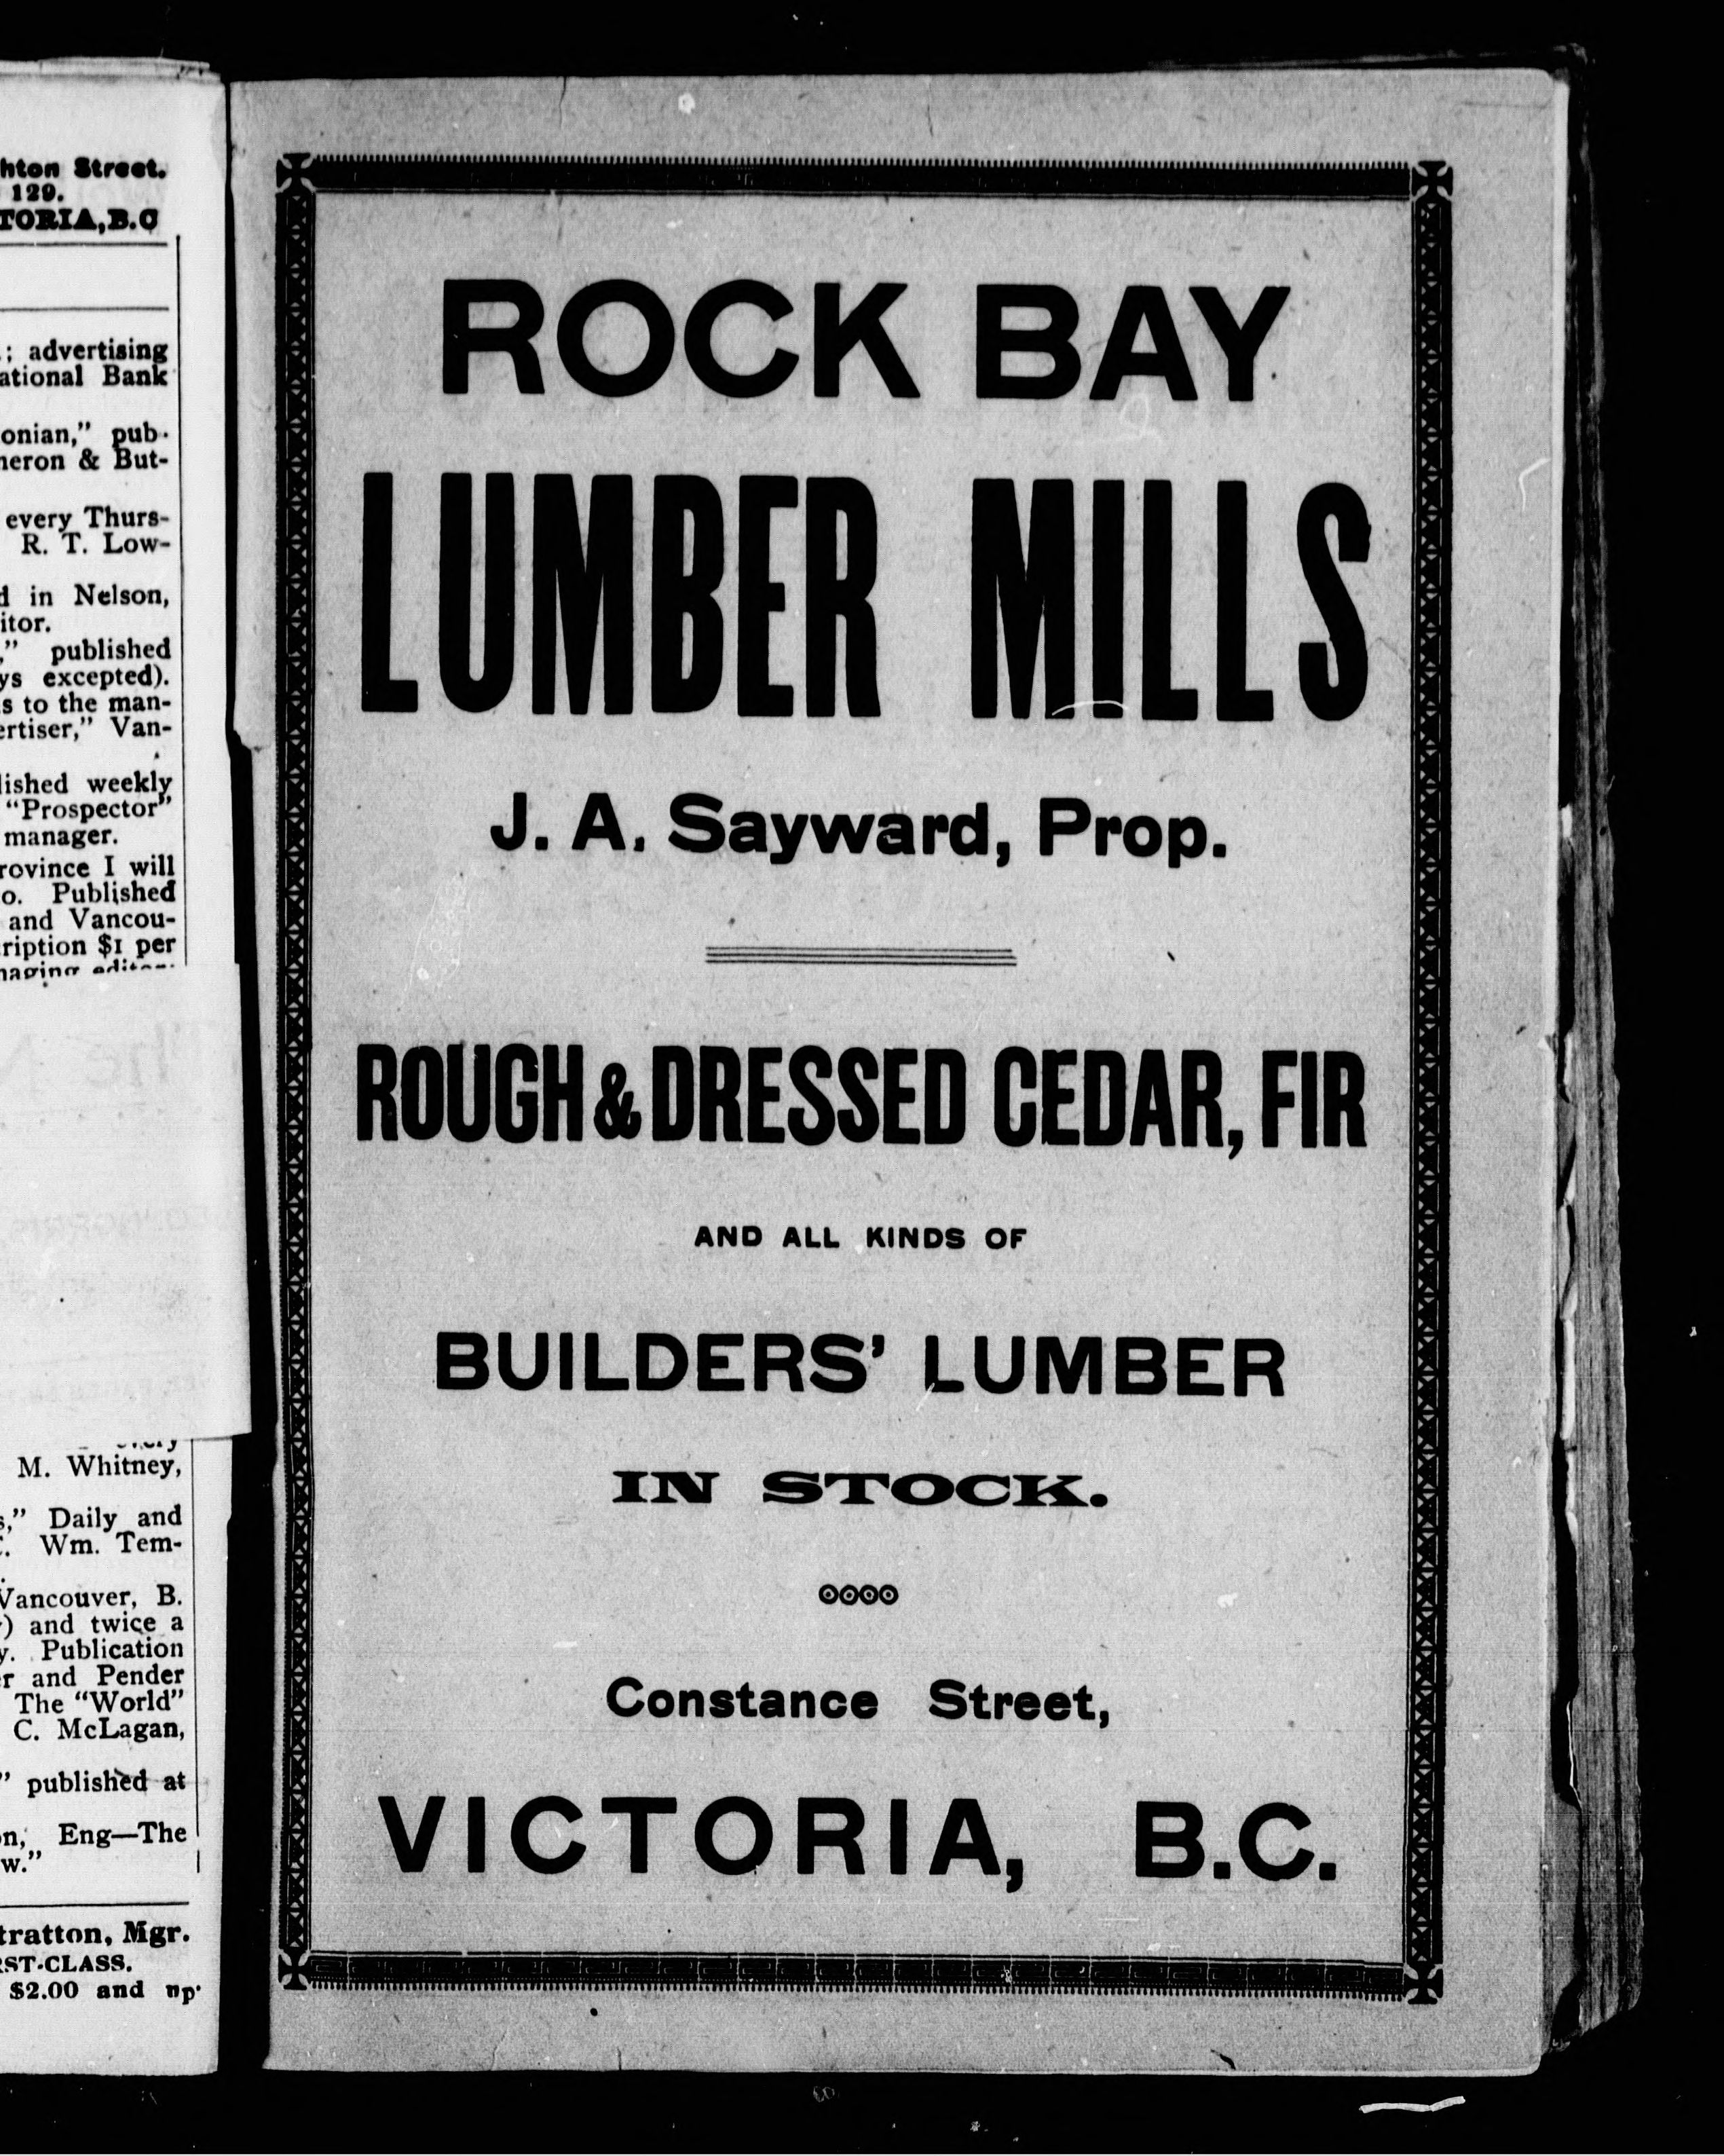 hton Street.
129.
TORIA, B.C
; advertising
ational Bank
onian," pub-
neron & But-
every Thurs-
R. T. Low-
d in Nelson,
itor.
," published
ys excepted).
s to the man-
ertiser," Van-
lished weekly
"Prospector"
manager.
rovince I will
o. Published
and Vancou-
ription $1 per
naging editor;
every
M. Whitney,
s," Daily and
C. Wm. Tem-
Vancouver, B.
) and twice a
y. Publication
r and Pender
The "World"
C. McLagan,
" published at
on, Eng—The
w."
tratton, Mgr.
RST-CLASS.
$2.00 and up.
ROCK BAY
LUMBER MILLS
J. A. Sayward, Prop.
ROUGH & DRESSED CEDAR, FIR
AND ALL KINDS OF
BUILDERS' LUMBER
IN STOCK.
Constance Street,
VICTORIA, B.C.